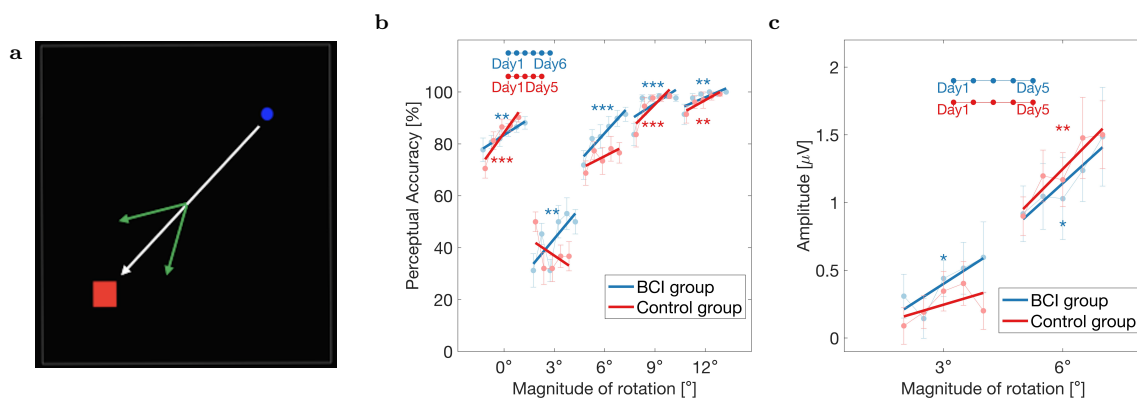 a
b
Day1 Day6
Day1 Day5
**
***
**
***
***
***
**
**
Perceptual Accuracy [%]
100
80
60
40
20
0
0° 3° 6° 9° 12°
Magnitude of rotation [°]
BCI group
Control group
c
Day1 Day5
Day1 Day5
**
*
*
Amplitude [μV]
2
1.5
1
0.5
0
3° 6°
Magnitude of rotation [°]
BCI group
Control group